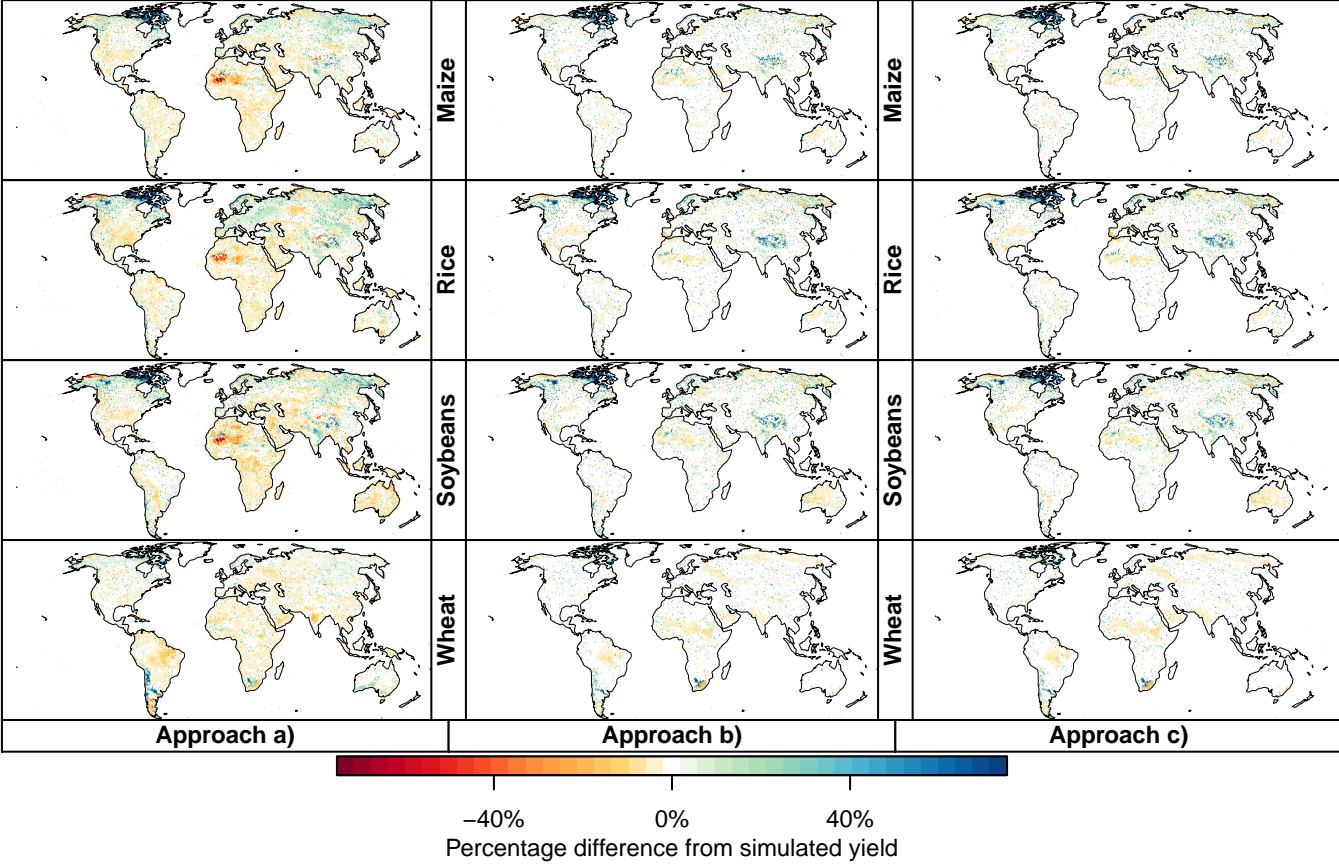 Maize
Maize
Rice
Rice
Soybeans
Soybeans
Wheat
Wheat
Approach a)
Approach b)
Approach c)
−40%
0%
40%
Percentage difference from simulated yield